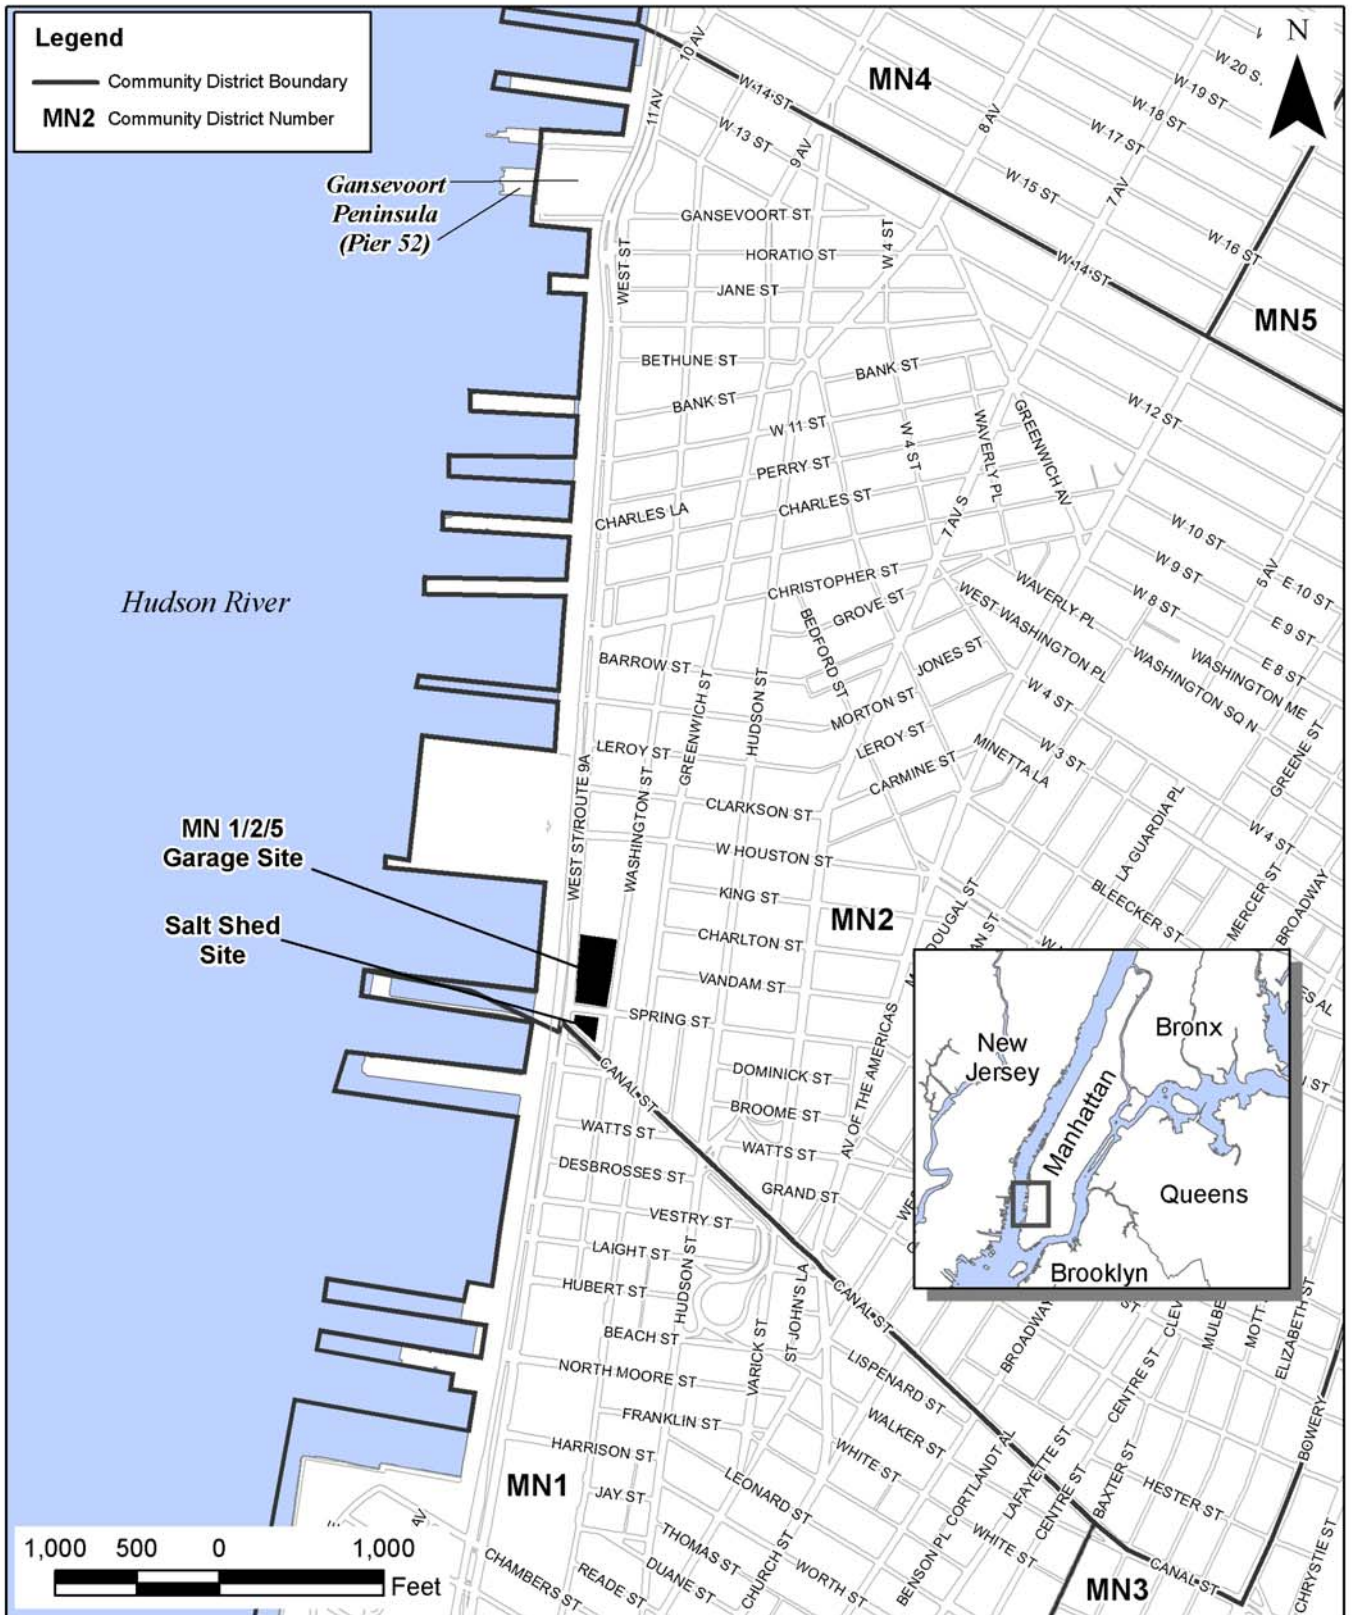 Legend
Community District Boundary
MN2 Community District Number
N
MN4
MN5
10 AV
11 AV
W 14 ST
W 13 ST
9 AV
8 AV
7 AV
W 20 S
W 19 ST
W 18 ST
W 17 ST
W 15 ST
W 16 ST
W 14 ST
Gansevoort
Peninsula
(Pier 52)
GANSEVOORT ST
HORATIO ST
JANE ST
W 4 ST
WEST ST
BETHUNE ST
BANK ST
BANK ST
W 11 ST
W 12 ST
PERRY ST
W 4 ST
WAVERLY PL
GREENWICH AV
CHARLES LA
CHARLES ST
7 AV S
W 10 ST
W 9 ST
W 8 ST
5 AV
E 10 ST
E 9 ST
E 8 ST
Hudson River
CHRISTOPHER ST
GROVE ST
BEDFORD ST
WAVERLY PL
WEST WASHINGTON PL
WASHINGTON ME
WASHINGTON SQ N
BARROW ST
JONES ST
W 4 ST
MORTON ST
GREENWICH ST
HUDSON ST
LEROY ST
LEROY ST
MINETTA LA
W 3 ST
GREENE ST
CARMINE ST
WEST ST/ROUTE 9A
WASHINGTON ST
CLARKSON ST
LA GUARDIA PL
W 4 ST
MN 1/2/5
Garage Site
W HOUSTON ST
KING ST
BLEECKER ST
MERCER ST
BROADWAY
Salt Shed
Site
MN2
CHARLTON ST
VANDAM ST
DOUGAL ST
AN ST
ES AL
SPRING ST
DOMINICK ST
BROOME ST
AV OF THE AMERICAS
CANAL ST
WATTS ST
WATTS ST
DESBROSSES ST
GRAND ST
VESTRY ST
LAIGHT ST
HUBERT ST
HUDSON ST
BEACH ST
VARICK ST
ST JOHN'S LA
CANAL ST
New
Jersey
Bronx
Manhattan
Queens
Brooklyn
BROADWAY
ST
CLEV
MULBE
MOTT
ELIZABETH ST
NORTH MOORE ST
LISPENARD ST
FRANKLIN ST
WALKER ST
WHITE ST
CENTRE ST
BOWERY
HARRISON ST
MN1
LEONARD ST
CORTLANDT AL
LAFAYETTE ST
CENTRE ST
BAXTER ST
HESTER ST
JAY ST
THOMAS ST
CHURCH ST
WORTH ST
BENSON PL
WHITE ST
CANAL ST
CHRYSTIE ST
CHAMBERS ST
READE ST
DUANE ST
MN3
AV
1,000 500 0 1,000
Feet